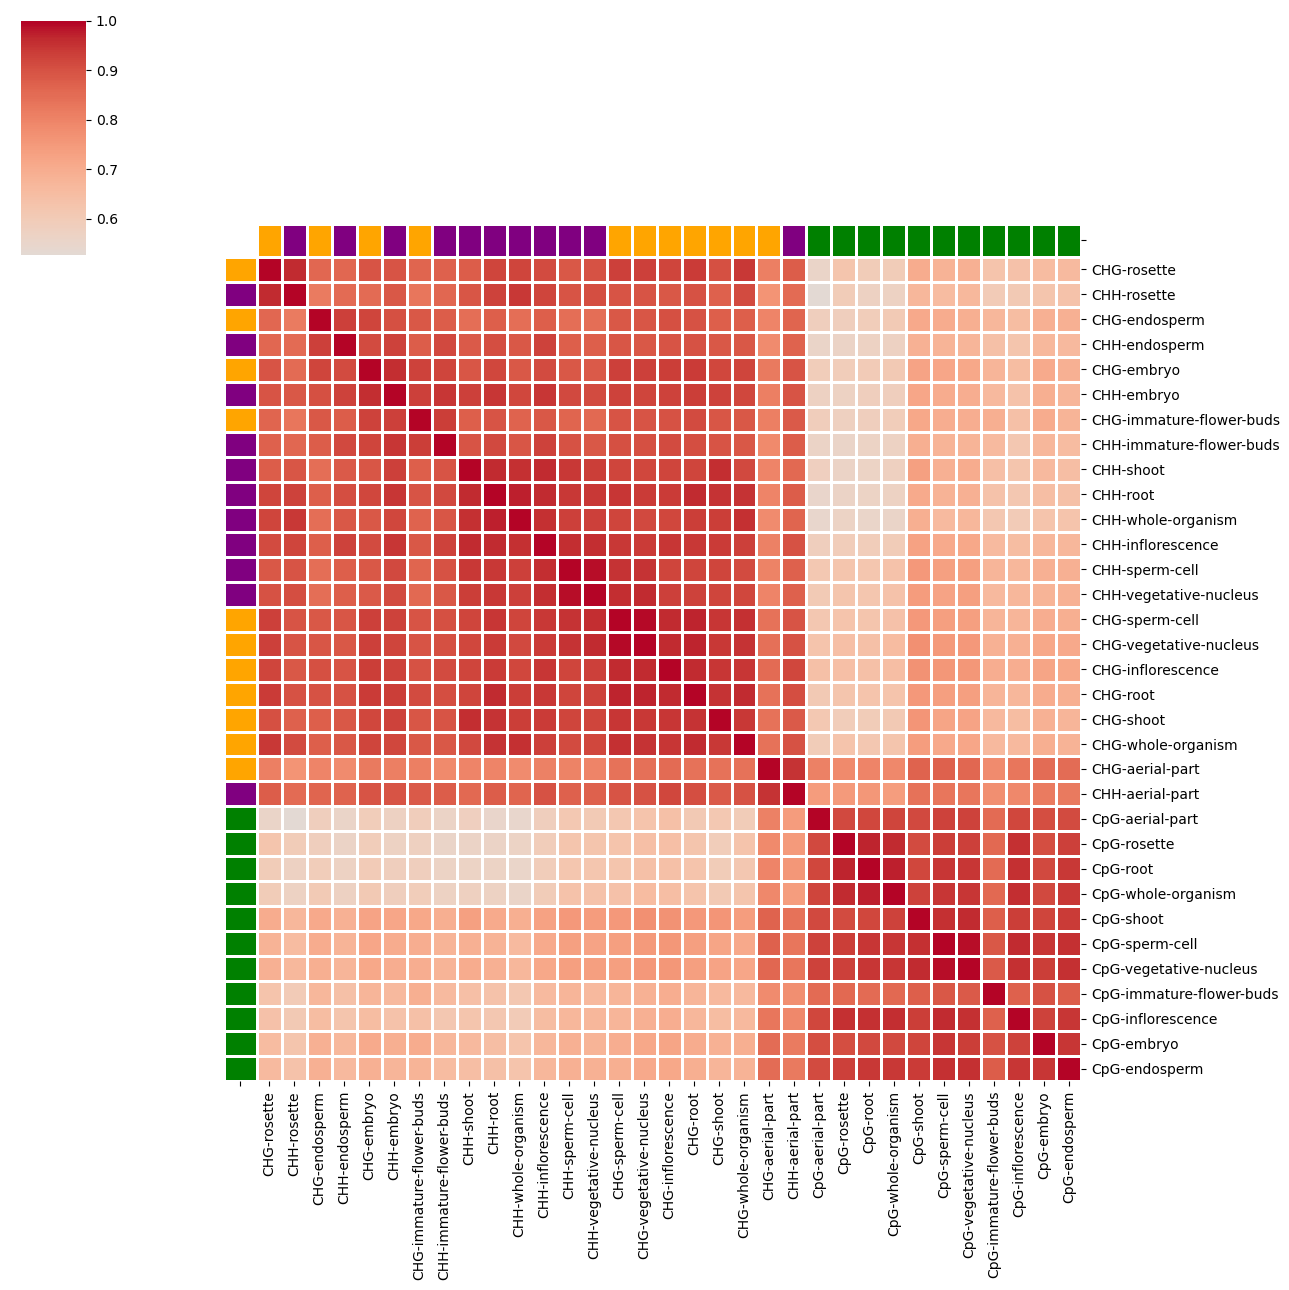 1.0
0.9
0.8
0.7
0.6
CHG-rosette
CHH-rosette
CHG-endosperm
CHH-endosperm
CHG-embryo
CHH-embryo
CHG-immature-flower-buds
CHH-immature-flower-buds
CHH-shoot
CHH-root
CHH-whole-organism
CHH-inflorescence
CHH-sperm-cell
CHH-vegetative-nucleus
CHG-sperm-cell
CHG-vegetative-nucleus
CHG-inflorescence
CHG-root
CHG-shoot
CHG-whole-organism
CHG-aerial-part
CHH-aerial-part
CpG-aerial-part
CpG-rosette
CpG-root
CpG-whole-organism
CpG-shoot
CpG-sperm-cell
CpG-vegetative-nucleus
CpG-immature-flower-buds
CpG-inflorescence
CpG-embryo
CpG-endosperm
CHG-rosette
CHH-rosette
CHG-endosperm
CHH-endosperm
CHG-embryo
CHH-embryo
CHG-immature-flower-buds
CHH-immature-flower-buds
CHH-shoot
CHH-root
CHH-whole-organism
CHH-inflorescence
CHH-sperm-cell
CHH-vegetative-nucleus
CHG-sperm-cell
CHG-vegetative-nucleus
CHG-inflorescence
CHG-root
CHG-shoot
CHG-whole-organism
CHG-aerial-part
CHH-aerial-part
CpG-aerial-part
CpG-rosette
CpG-root
CpG-whole-organism
CpG-shoot
CpG-sperm-cell
CpG-vegetative-nucleus
CpG-immature-flower-buds
CpG-inflorescence
CpG-embryo
CpG-endosperm